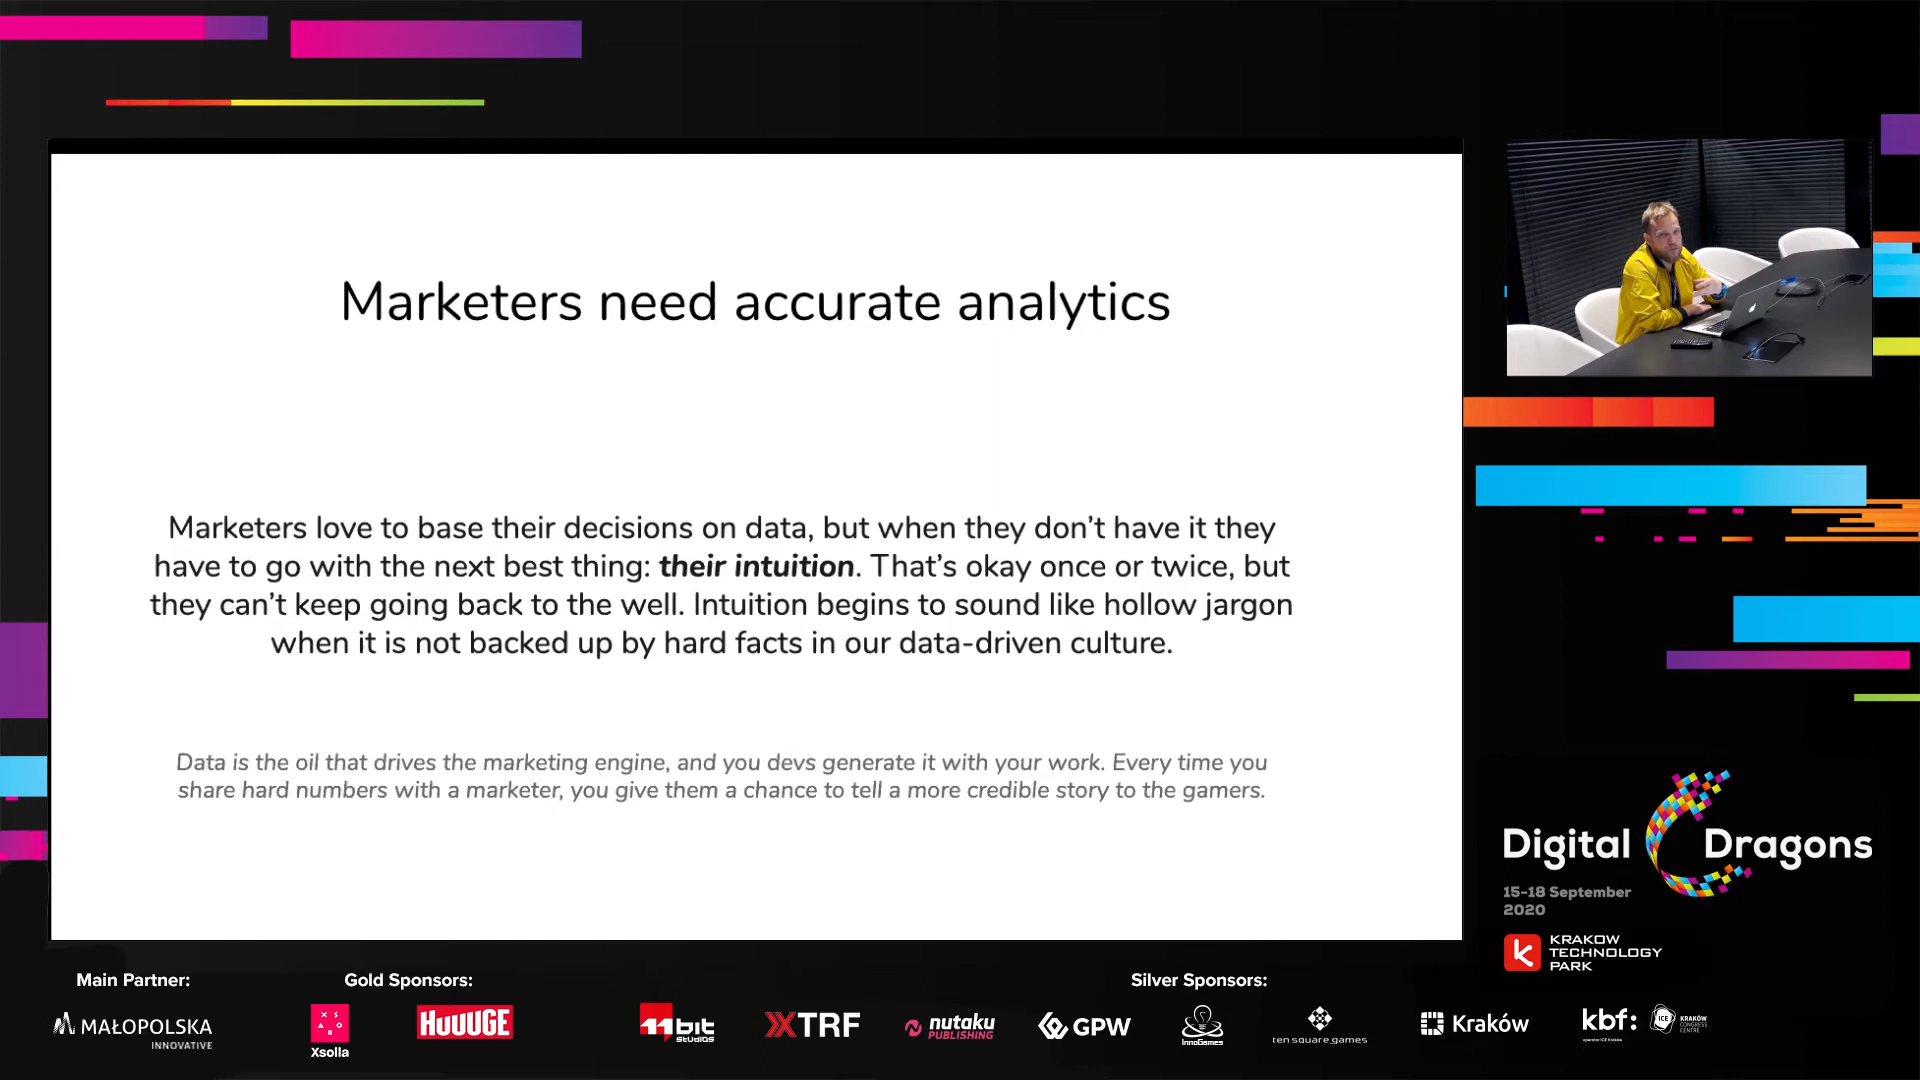 Marketers need accurate analytics
Marketers love to base their decisions on data, but when they don’t have it they
have to go with the next best thing: their intuition. That’s okay once or twice, but
they can’t keep going back to the well. Intuition begins to sound like hollow jargon
when it is not backed up by hard facts in our data-driven culture.
Data is the oil that drives the marketing engine, and you devs generate it with your work. Every time you
share hard numbers with a marketer, you give them a chance to tell a more credible story to the gamers.
Digital Dragons
15-18 September
2020
KRAKOW
TECHNOLOGY
PARK
Main Partner:
MAŁOPOLSKA
INNOVATIVE
Gold Sponsors:
XSOLLA
Xsolla
HUUUGE
Silver Sponsors:
11 bit
STUDIOS
XTRF
nutaku
PUBLISHING
GPW
InnoGames
ten square games
Kraków
kbf:
operator ICE Kraków
ICE
KRAKÓW
CONGRESS
CENTRE